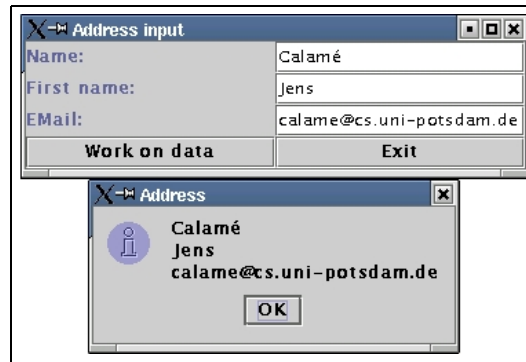 Address input
Name: Calamé
First name: Jens
EMail: calame@cs.uni-potsdam.de
Work on data Exit
Address
Calamé
Jens
calame@cs.uni-potsdam.de
OK